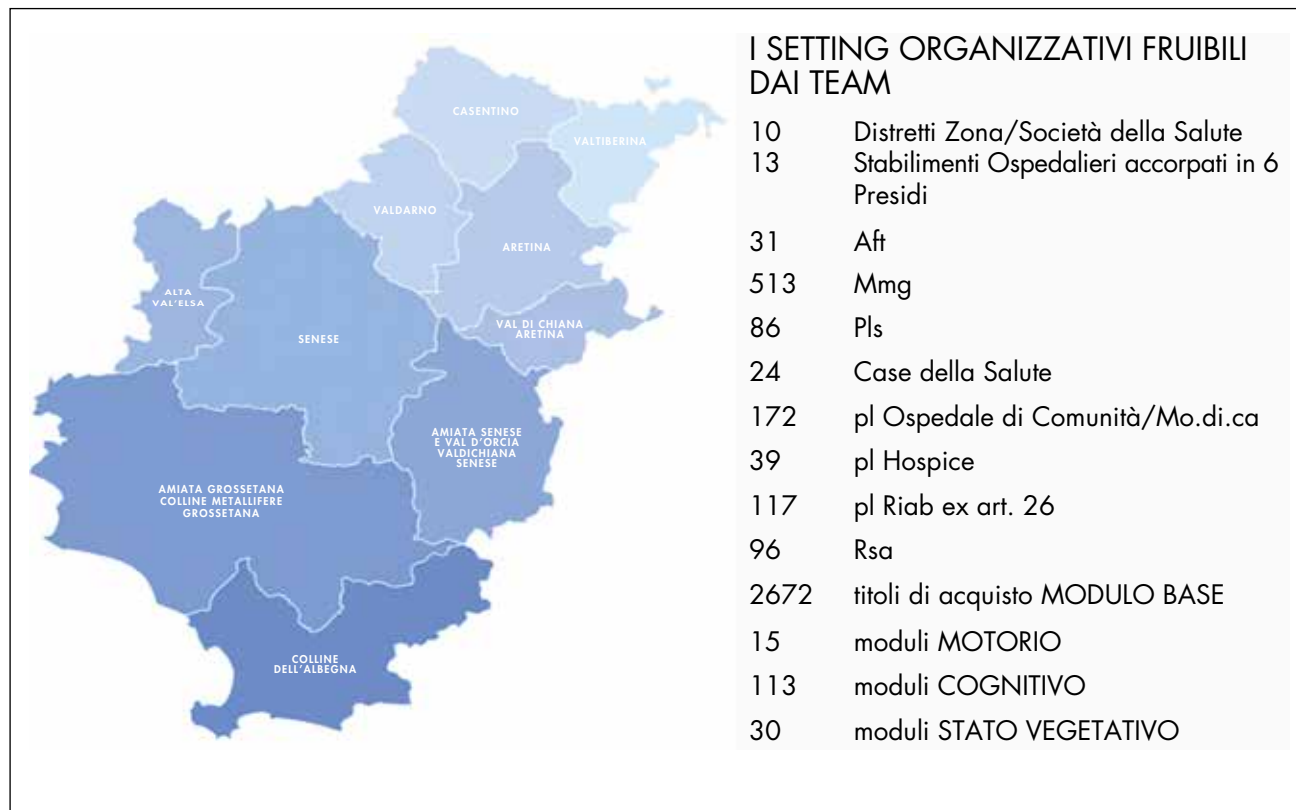 CASENTINO
VALTIBERINA
VALDARNO
ARETINA
ALTA
VAL'ELSA
VAL DI CHIANA
ARETINA
SENESE
AMIATA SENESE
E VAL D'ORCIA
VALDICHIANA
SENESE
AMIATA GROSSETANA
COLLINE METALLIFERE
GROSSETANA
COLLINE
DELL'ALBEGNA
I SETTING ORGANIZZATIVI FRUIBILI
DAI TEAM
10 Distretti Zona/Società della Salute
13 Stabilimenti Ospedalieri accorpati in 6
Presidi
31 Aft
513 Mmg
86 Pls
24 Case della Salute
172 pl Ospedale di Comunità/Mo.di.ca
39 pl Hospice
117 pl Riab ex art. 26
96 Rsa
2672 titoli di acquisto MODULO BASE
15 moduli MOTORIO
113 moduli COGNITIVO
30 moduli STATO VEGETATIVO